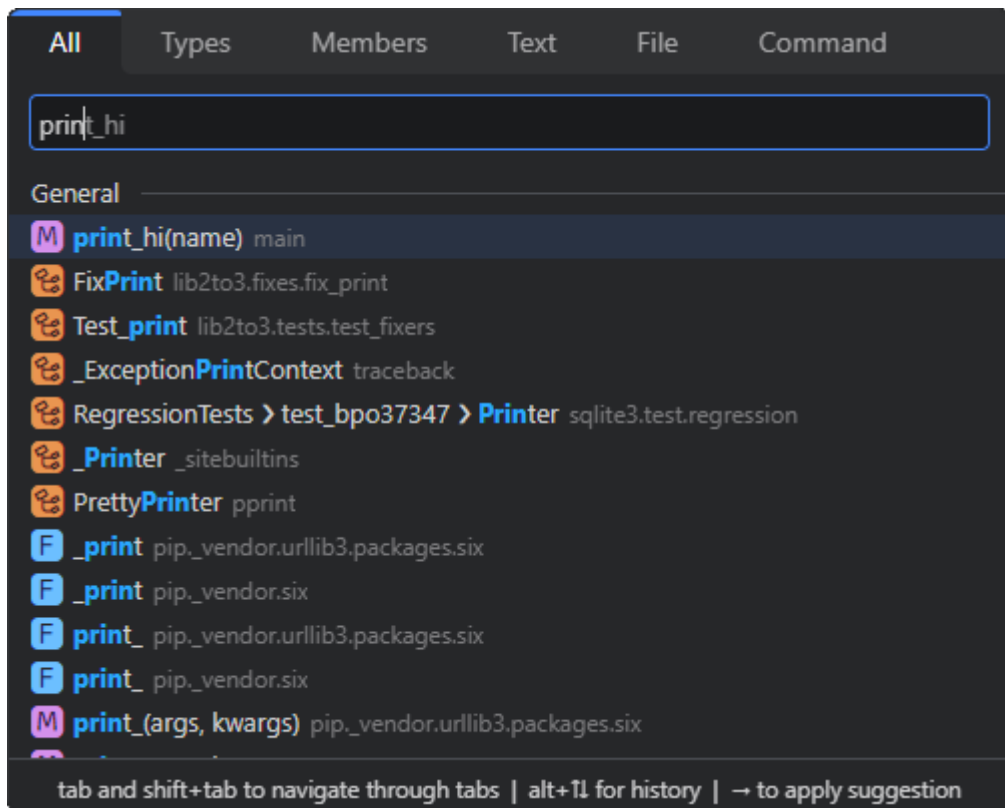 All Types Members Text File Command
print_hi
General
M print_hi(name) main
FixPrint lib2to3.fixes.fix_print
Test_print lib2to3.tests.test_fixers
_ExceptionPrintContext traceback
RegressionTests ❯ test_bpo37347 ❯ Printer sqlite3.test.regression
_Printer _sitebuiltins
PrettyPrinter pprint
F _print pip._vendor.urllib3.packages.six
F _print pip._vendor.six
F print_ pip._vendor.urllib3.packages.six
F print_ pip._vendor.six
M print_(args, kwargs) pip._vendor.urllib3.packages.six
tab and shift+tab to navigate through tabs | alt+↑↓ for history | → to apply suggestion